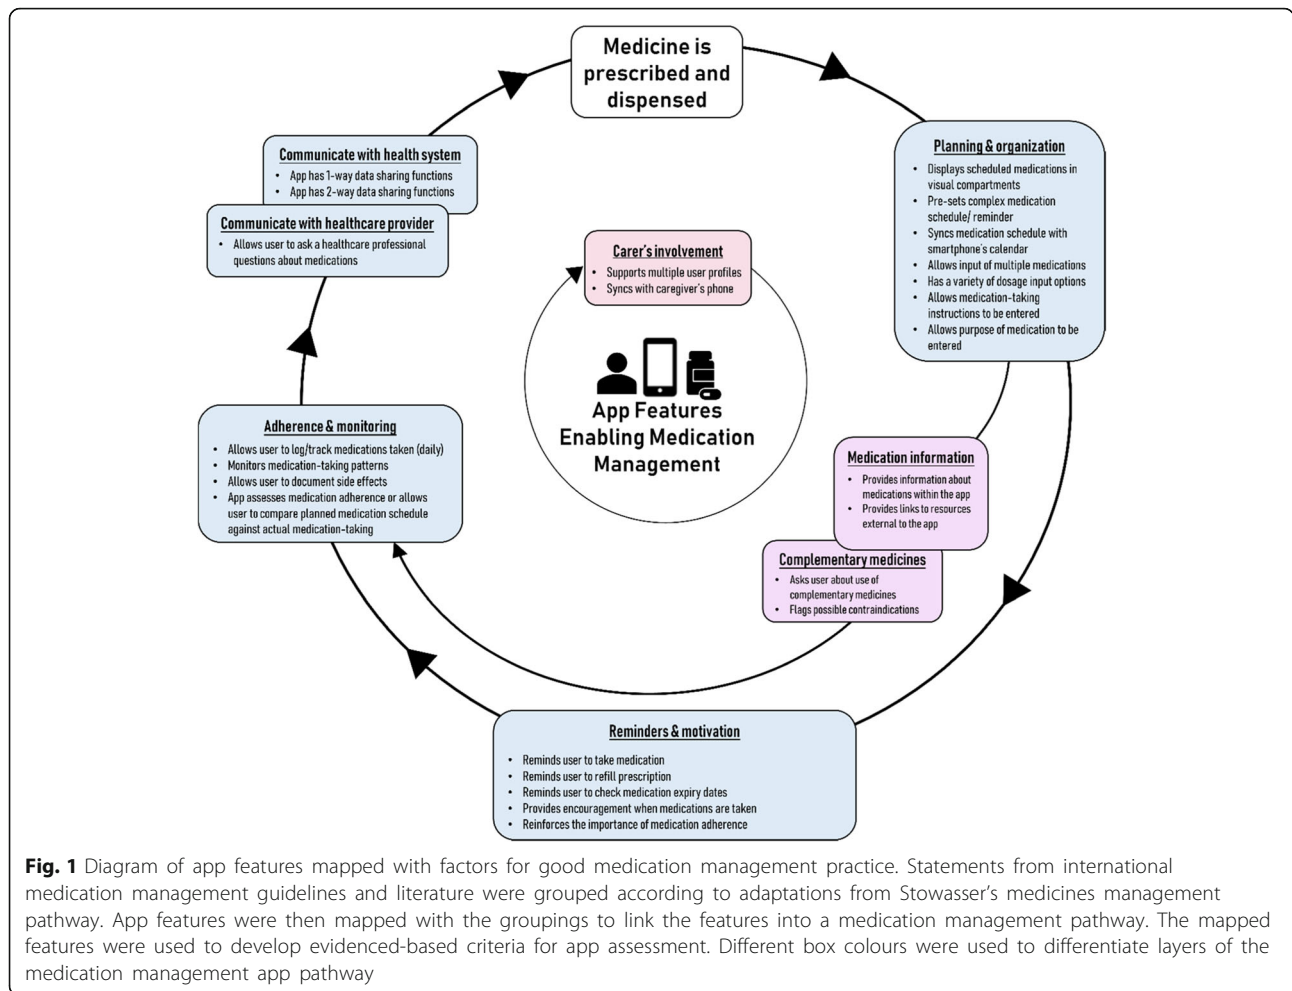 Medicine is
prescribed and
dispensed
Planning & organization
• Displays scheduled medications in
visual compartments
• Pre-sets complex medication
schedule/ reminder
• Syncs medication schedule with
smartphone's calendar
• Allows input of multiple medications
• Has a variety of dosage input options
• Allows medication-taking
instructions to be entered
• Allows purpose of medication to be
entered
Communicate with health system
• App has 1-way data sharing functions
• App has 2-way data sharing functions
Communicate with healthcare provider
• Allows user to ask a healthcare professional
questions about medications
Carer's involvement
• Supports multiple user profiles
• Syncs with caregiver's phone
App Features
Enabling Medication
Management
Adherence & monitoring
• Allows user to log/track medications taken (daily)
• Monitors medication-taking patterns
• Allows user to document side effects
• App assesses medication adherence or allows
user to compare planned medication schedule
against actual medication-taking
Medication information
• Provides information about
medications within the app
• Provides links to resources
external to the app
Complementary medicines
• Asks user about use of
complementary medicines
• Flags possible contraindications
Reminders & motivation
• Reminds user to take medication
• Reminds user to refill prescription
• Reminds user to check medication expiry dates
• Provides encouragement when medications are taken
• Reinforces the importance of medication adherence
Fig. 1 Diagram of app features mapped with factors for good medication management practice. Statements from international
medication management guidelines and literature were grouped according to adaptations from Stowasser's medicines management
pathway. App features were then mapped with the groupings to link the features into a medication management pathway. The mapped
features were used to develop evidenced-based criteria for app assessment. Different box colours were used to differentiate layers of the
medication management app pathway